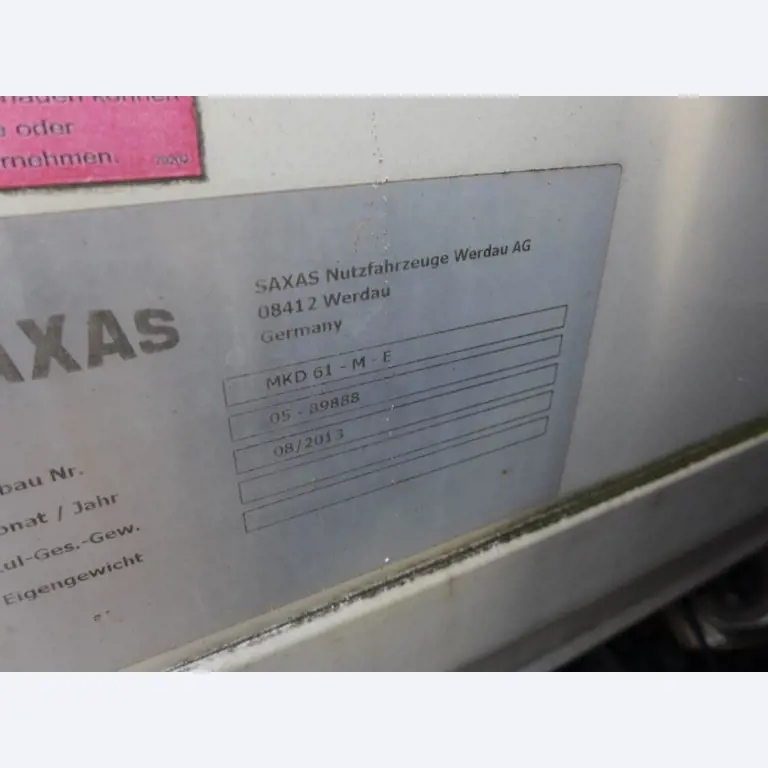 können
oder
rnehmen.
AXAS
SAXAS Nutzfahrzeuge Werdau AG
08412 Werdau
Germany
MKD 61 - M - E
05 - 89888
bau Nr.
08/2013
onat / Jahr
ul-Ges.-Gew.
Eigengewicht